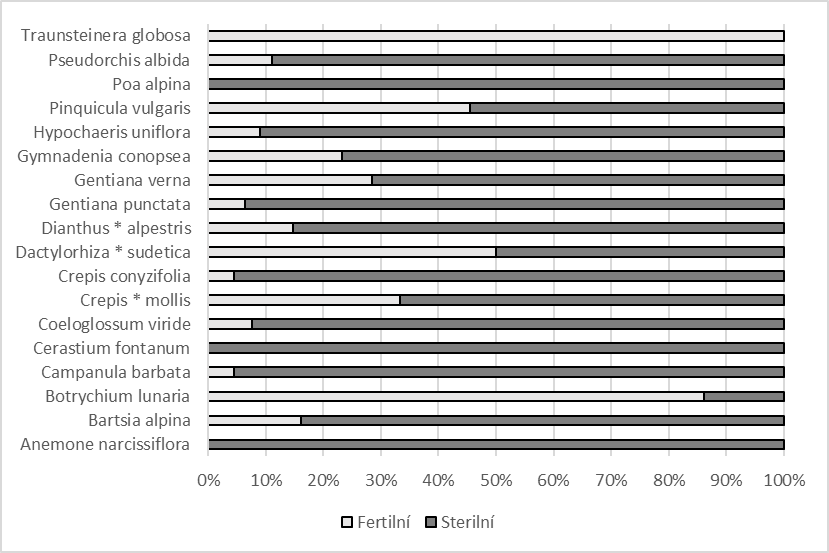 Traunsteinera globosa
Pseudorchis albida
Poa alpina
Pinquicula vulgaris
Hypochaeris uniflora
Gymnadenia conopsea
Gentiana verna
Gentiana punctata
Dianthus * alpestris
Dactylorhiza * sudetica
Crepis conyzifolia
Crepis * mollis
Coeloglossum viride
Cerastium fontanum
Campanula barbata
Botrychium lunaria
Bartsia alpina
Anemone narcissiflora
0% 10% 20% 30% 40% 50% 60% 70% 80% 90% 100%
Fertilní Sterilní